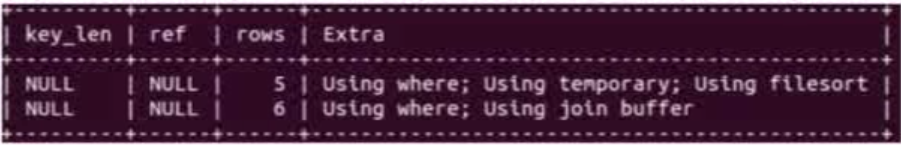 | key_len | ref | rows | Extra |
| NULL | NULL | 5 | Using where; Using temporary; Using filesort |
| NULL | NULL | 6 | Using where; Using join buffer |